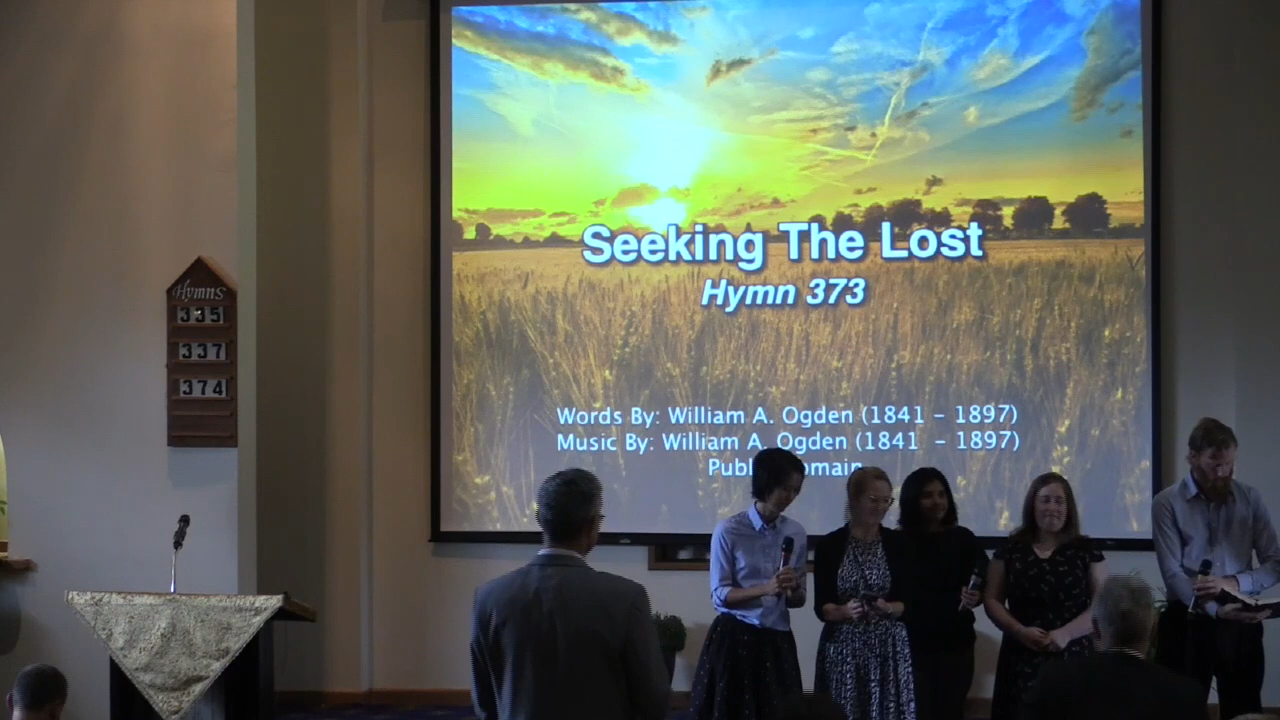 Seeking The Lost
Hymn 373
Hymns
335
337
374
Words By: William A. Ogden (1841 – 1897)
Music By: William A. Ogden (1841 – 1897)